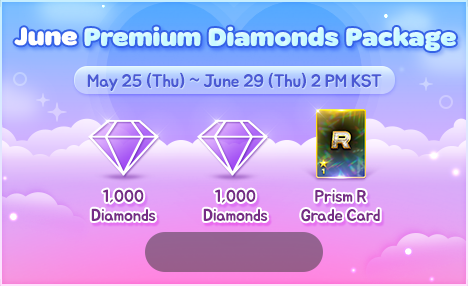 June Premium Diamonds Package
May 25 (Thu) ~ June 29 (Thu) 2 PM KST
R
1
1,000
Diamonds
1,000
Diamonds
Prism R
Grade Card